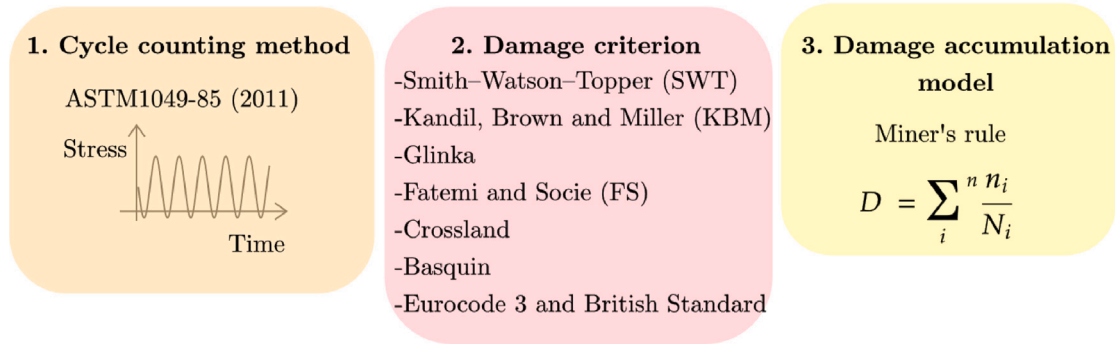 1. Cycle counting method
ASTM1049-85 (2011)
Stress
Time
2. Damage criterion
-Smith–Watson–Topper (SWT)
-Kandil, Brown and Miller (KBM)
-Glinka
-Fatemi and Socie (FS)
-Crossland
-Basquin
-Eurocode 3 and British Standard
3. Damage accumulation
model
Miner's rule
D = ∑ᵢⁿ nᵢ/Nᵢ